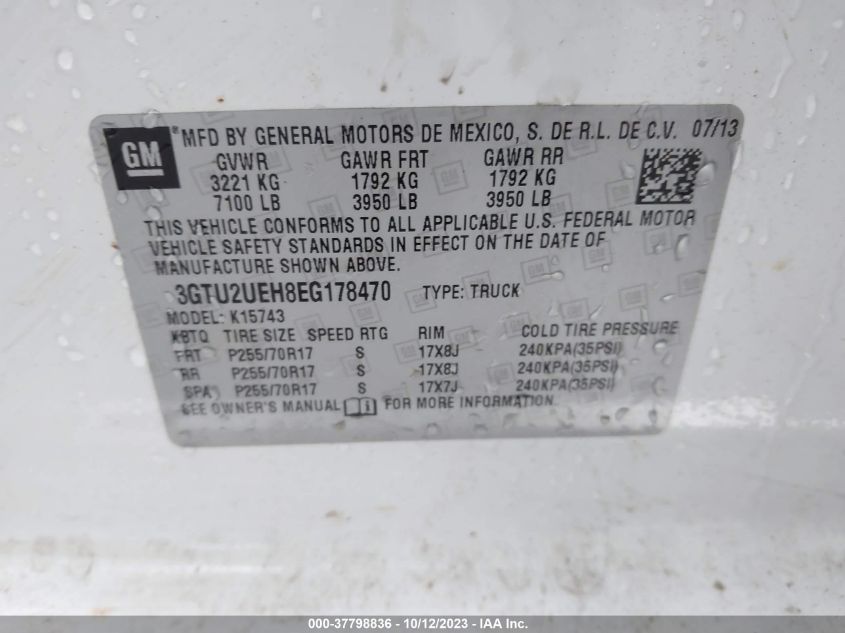 GM
® MFD BY GENERAL MOTORS DE MEXICO, S. DE R.L. DE C.V. 07/13
GVWR GAWR FRT GAWR RR
3221 KG 1792 KG 1792 KG
7100 LB 3950 LB 3950 LB
THIS VEHICLE CONFORMS TO ALL APPLICABLE U.S. FEDERAL MOTOR
VEHICLE SAFETY STANDARDS IN EFFECT ON THE DATE OF
MANUFACTURE SHOWN ABOVE.
3GTU2UEH8EG178470 TYPE: TRUCK
MODEL: K15743
KBTQ TIRE SIZE SPEED RTG RIM COLD TIRE PRESSURE
FRT P255/70R17 S 17X8J 240KPA(35PSI)
RR P255/70R17 S 17X8J 240KPA(35PSI)
SPA P255/70R17 S 17X7J 240KPA(35PSI)
SEE OWNER'S MANUAL FOR MORE INFORMATION.
000-37798836 - 10/12/2023 - IAA Inc.